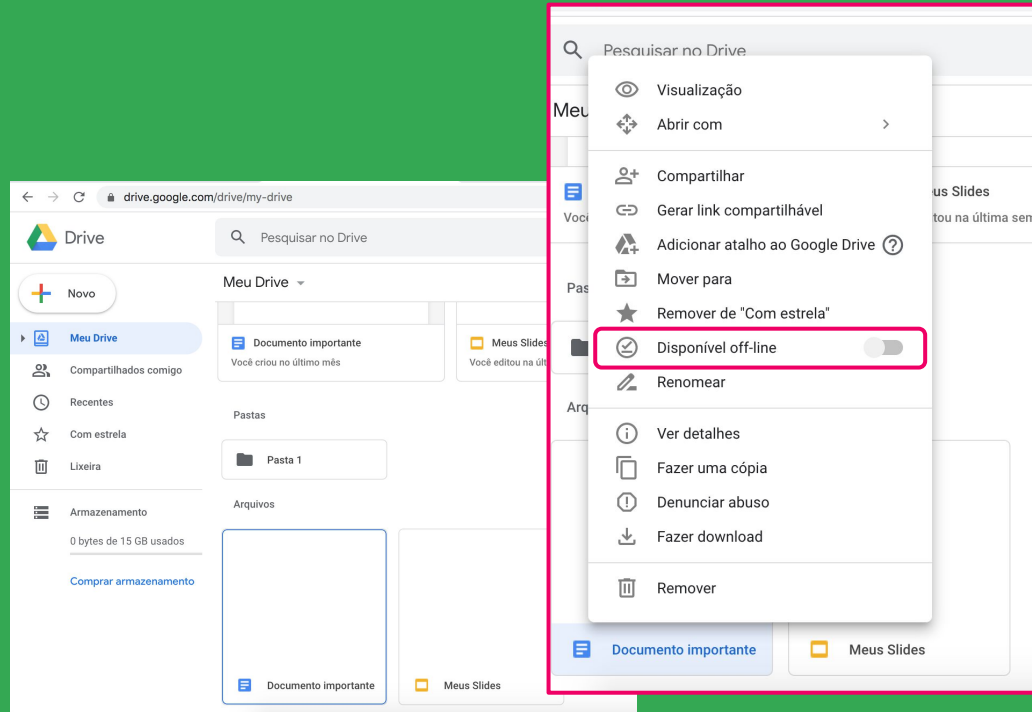 drive.google.com/drive/my-drive
Drive
Pesquisar no Drive
Novo
Meu Drive
Compartilhados comigo
Recentes
Com estrela
Lixeira
Armazenamento
0 bytes de 15 GB usados
Comprar armazenamento
Meu Drive
Documento importante
Você criou no último mês
Meus Slides
Você editou na últ
Pastas
Pasta 1
Arquivos
Documento importante
Meus Slides
Pesquisar no Drive
Meu
Visualização
Abrir com
Compartilhar
Gerar link compartilhável
Adicionar atalho ao Google Drive
Mover para
Remover de "Com estrela"
Disponível off-line
Renomear
Ver detalhes
Fazer uma cópia
Denunciar abuso
Fazer download
Remover
Você
eus Slides
tou na última sem
Pas
Arq
Documento importante
Meus Slides